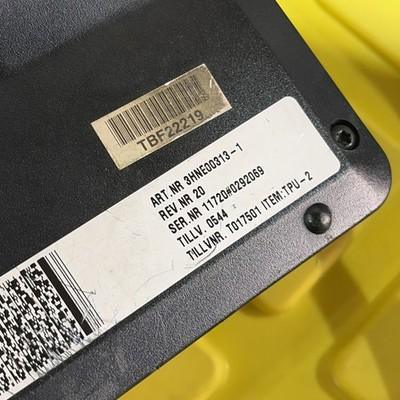 TBF22219
ART.NR 3HNE00313-1
REV.NR 20
SER.NR 11720#0292069
TILLV. 0544
TILLVNR. T017501 ITEM:TPU-2